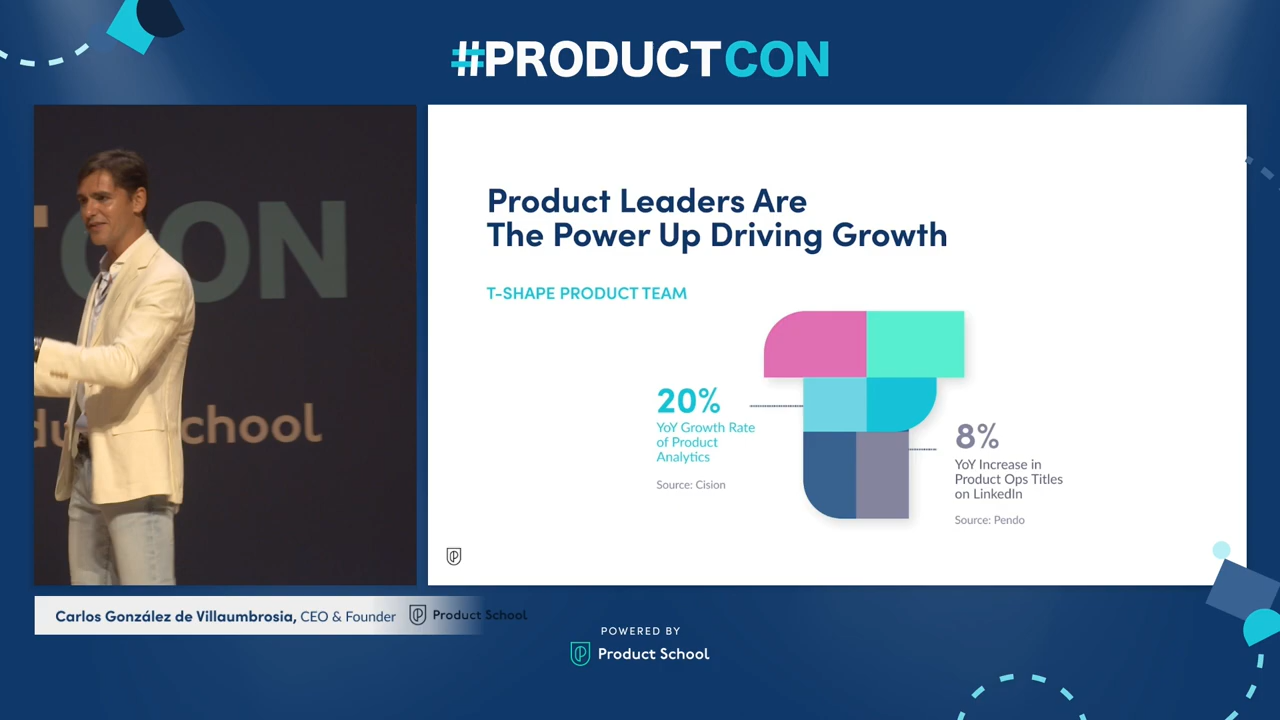 #PRODUCTCON
CON
chool
Product Leaders Are
The Power Up Driving Growth
T-SHAPE PRODUCT TEAM
20%
YoY Growth Rate
of Product
Analytics
Source: Cision
8%
YoY Increase in
Product Ops Titles
on LinkedIn
Source: Pendo
Carlos González de Villaumbrosia, CEO & Founder Product School
POWERED BY
Product School